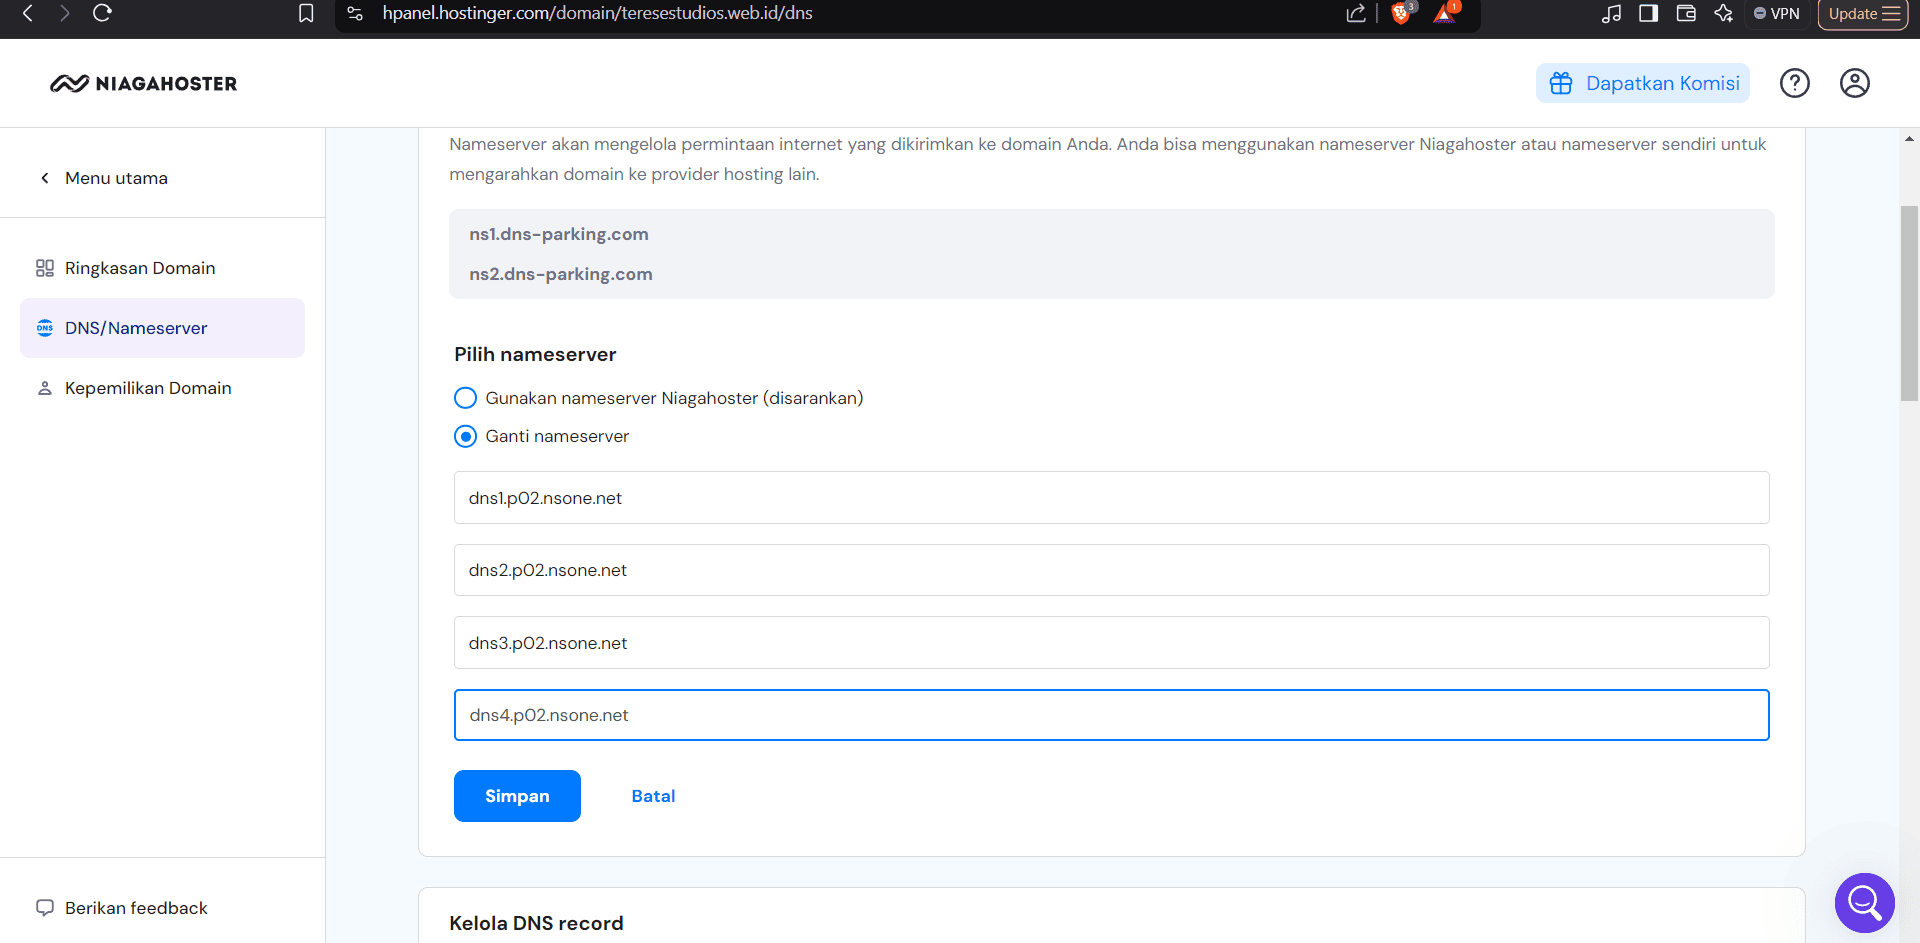 hpanel.hostinger.com/domain/teresestudios.web.id/dns
3
1
VPN
Update
NIAGAHOSTER
Dapatkan Komisi
?
Menu utama
Ringkasan Domain
DNS
DNS/Nameserver
Kepemilikan Domain
Berikan feedback
Nameserver akan mengelola permintaan internet yang dikirimkan ke domain Anda. Anda bisa menggunakan nameserver Niagahoster atau nameserver sendiri untuk
mengarahkan domain ke provider hosting lain.
ns1.dns-parking.com
ns2.dns-parking.com
Pilih nameserver
Gunakan nameserver Niagahoster (disarankan)
Ganti nameserver
dns1.p02.nsone.net
dns2.p02.nsone.net
dns3.p02.nsone.net
dns4.p02.nsone.net
Simpan
Batal
Kelola DNS record